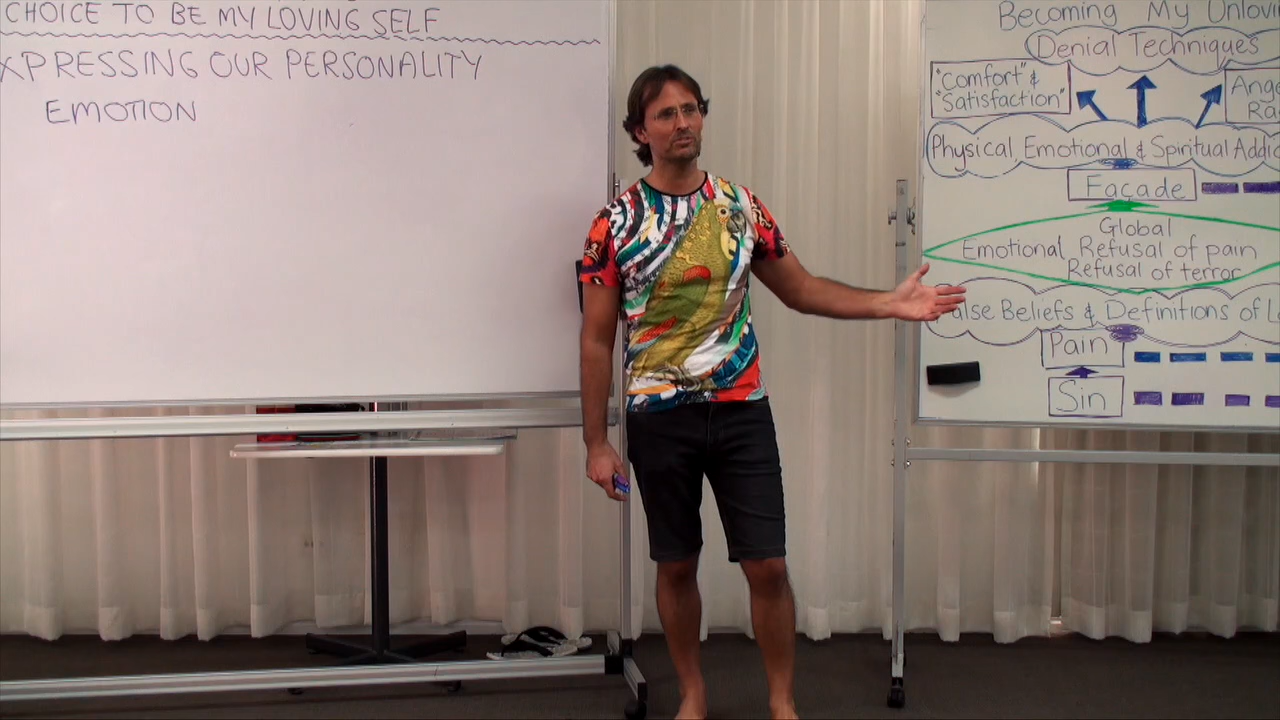 CHOICE TO BE MY LOVING SELF
XPRESSING OUR PERSONALITY
EMOTION
Becoming My Unlovin
Denial Techniques
"Comfort" &
"Satisfaction"
Ange
Ra
Physical, Emotional & Spiritual Addic
Façade
Global
Emotional Refusal of pain
Refusal of terror
alse Beliefs & Definitions of L
Pain
Sin